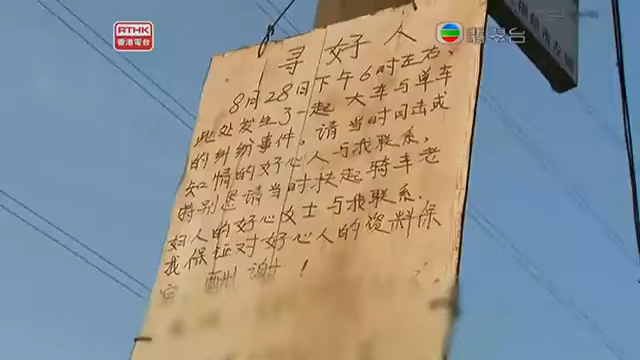 RTHK
香港電台
翡翠台
寻好人
8月28日下午6时左右、
此处发生了一起大车与单车
的纠纷事件。请当时目击或
知情的好心人与我联系,
特别恳请当时扶起骑车老
妇人的好心女士与我联系.
我保证对好心人的资料保
密 酬谢!